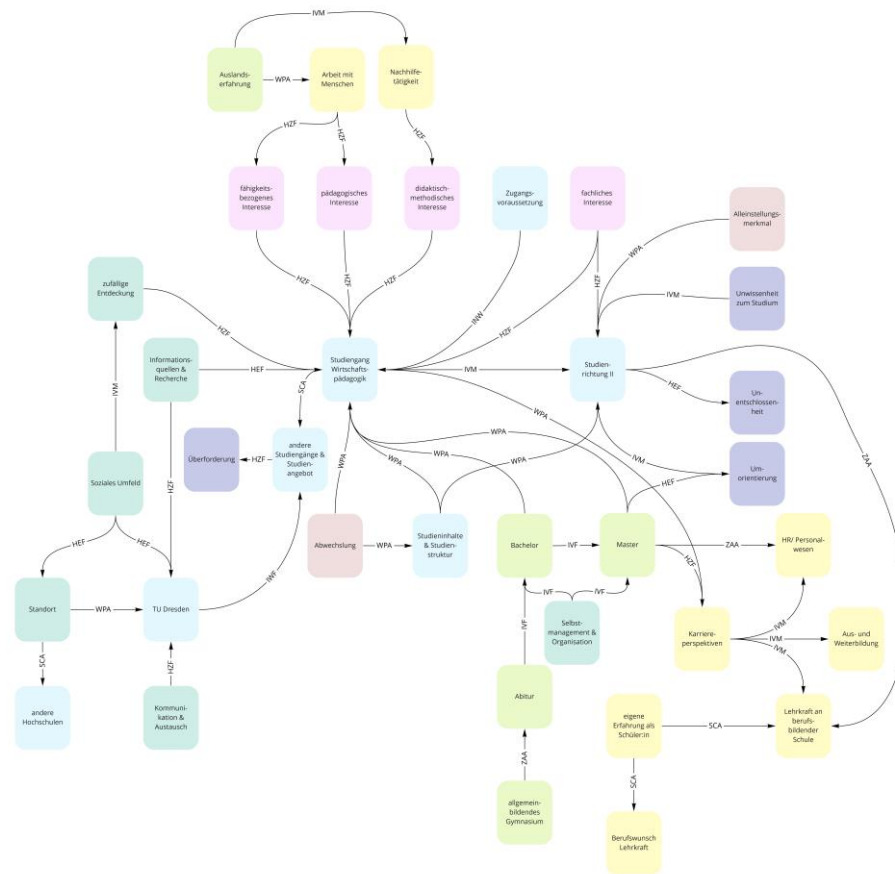 IVM
Auslands-
erfahrung
WPA
Arbeit mit
Menschen
Nachhilfe-
tätigkeit
HZF
HZF
HZF
fähigkeits-
bezogenes
Interesse
pädagogisches
Interesse
didaktisch-
methodisches
Interesse
Zugangs-
voraussetzung
fachliches
Interesse
Alleinstellungs-
merkmal
HZF
HZF
HZF
INW
HZF
HZF
WPA
zufällige
Entdeckung
HZF
IVM
Unwissenheit
zum Studium
IVM
Informations-
quellen &
Recherche
HEF
Studiengang
Wirtschafts-
pädagogik
IVM
Studien-
richtung II
HEF
Un-
entschlossen-
heit
SCA
WPA
ZAA
Überforderung
HZF
andere
Studiengänge &
Studien-
angebot
WPA
WPA
WPA
WPA
WPA
IVM
HEF
Um-
orientierung
Soziales Umfeld
HZF
HEF
HEF
IWF
Abwechslung
WPA
Studieninhalte
& Studien-
struktur
Bachelor
IVF
Master
ZAA
HZF
HR/ Personal-
wesen
Standort
WPA
TU Dresden
IVF
IVF
Selbst-
management &
Organisation
IVF
Karriere-
perspektiven
IVM
IVM
IVM
Aus- und
Weiterbildung
SCA
HZF
andere
Hochschulen
Kommuni-
kation &
Austausch
Abitur
eigene
Erfahrung als
Schüler:in
SCA
Lehrkraft an
berufs-
bildender
Schule
ZAA
SCA
allgemein-
bildendes
Gymnasium
Berufswunsch
Lehrkraft